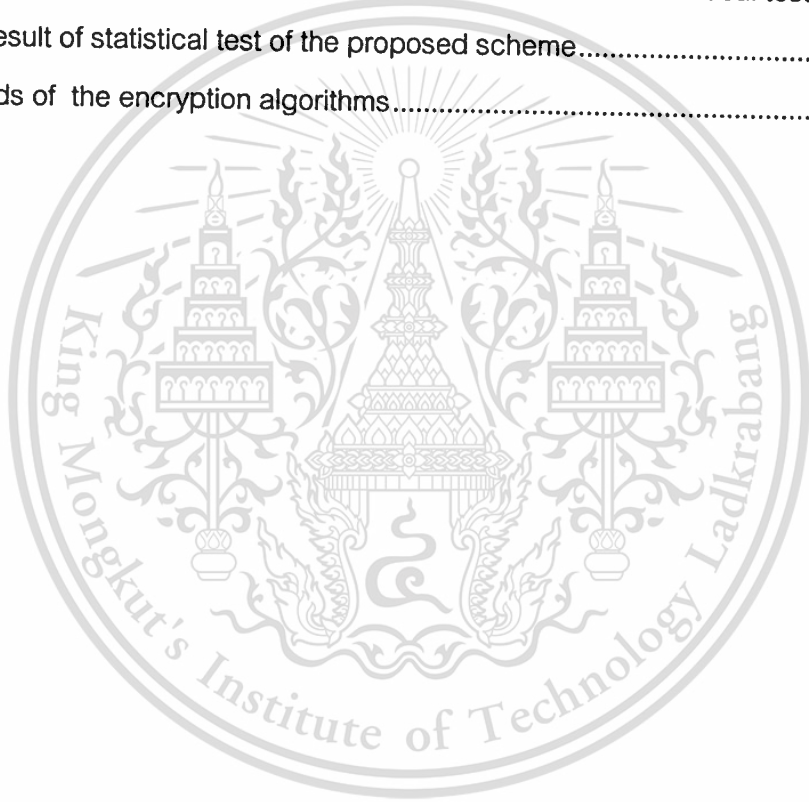 esult of statistical test of the proposed scheme................................
ds of the encryption algorithms.......................................................
King Mongkut's Institute of Technology Ladkrabang
๔